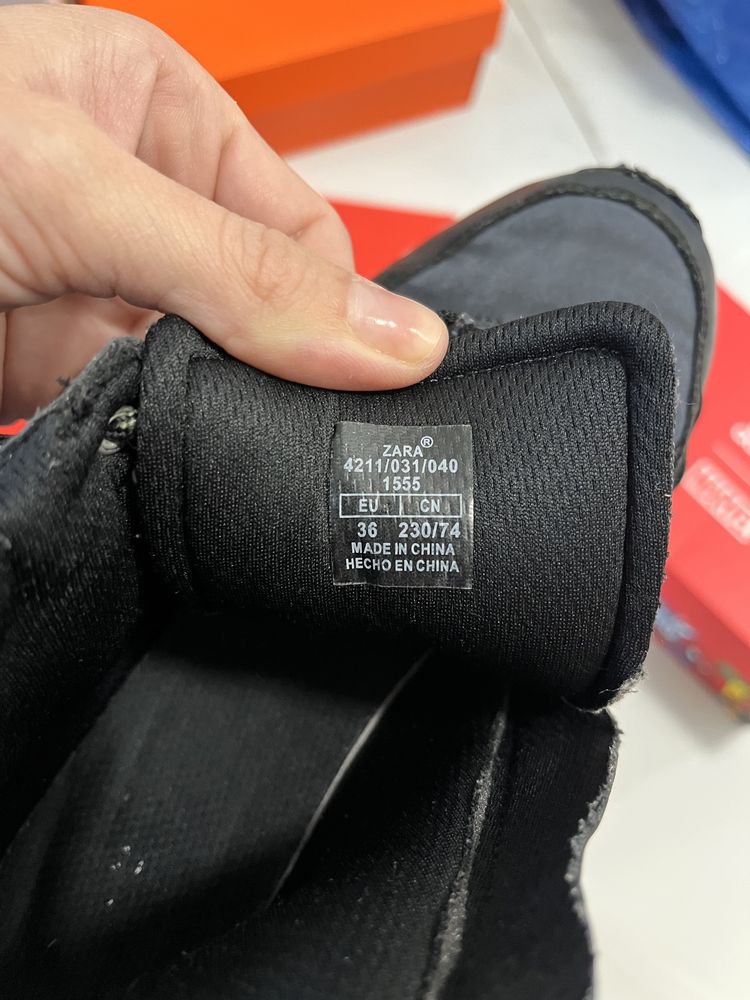 ZARA®
4211/031/040
1555
EU CN
36 230/74
MADE IN CHINA
HECHO EN CHINA